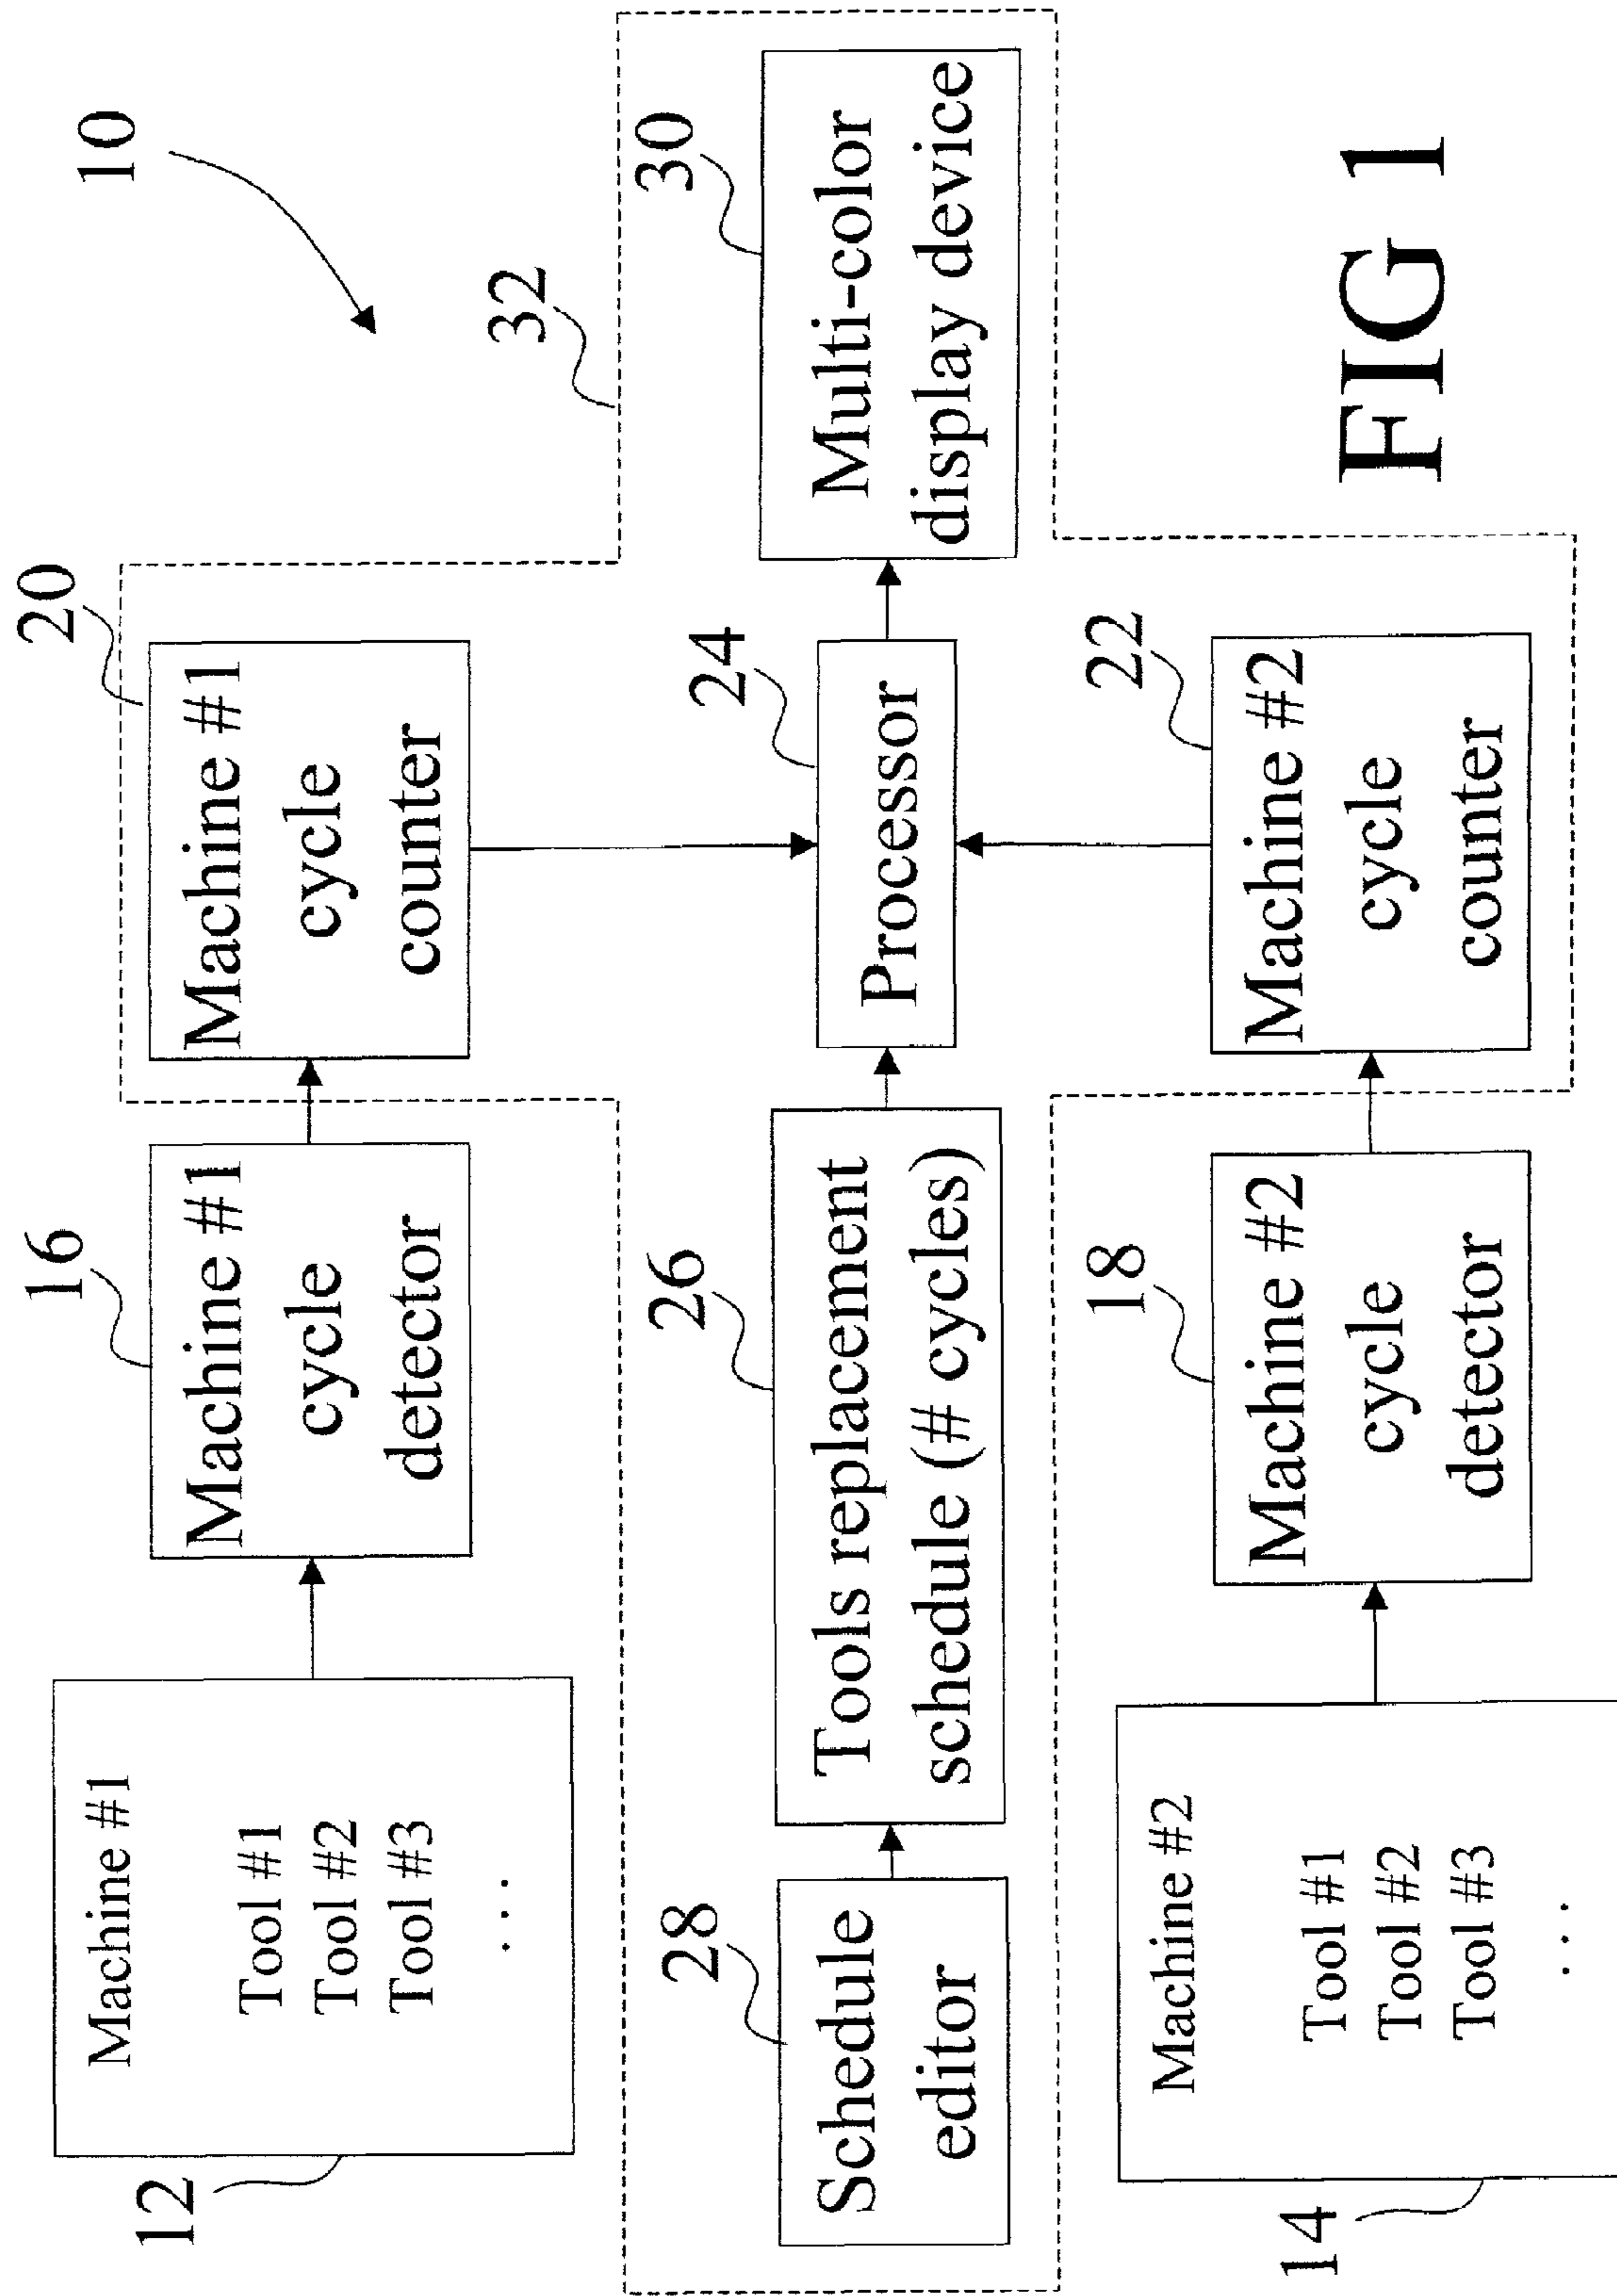 10
12
Machine #1
Tool #1
Tool #2
Tool #3
...
16
Machine #1
cycle
detector
20
Machine #1
cycle
counter
32
28
Schedule
editor
26
Tools replacement
schedule (# cycles)
24
Processor
30
Multi-color
display device
14
Machine #2
Tool #1
Tool #2
Tool #3
...
18
Machine #2
cycle
detector
22
Machine #2
cycle
counter
FIG 1